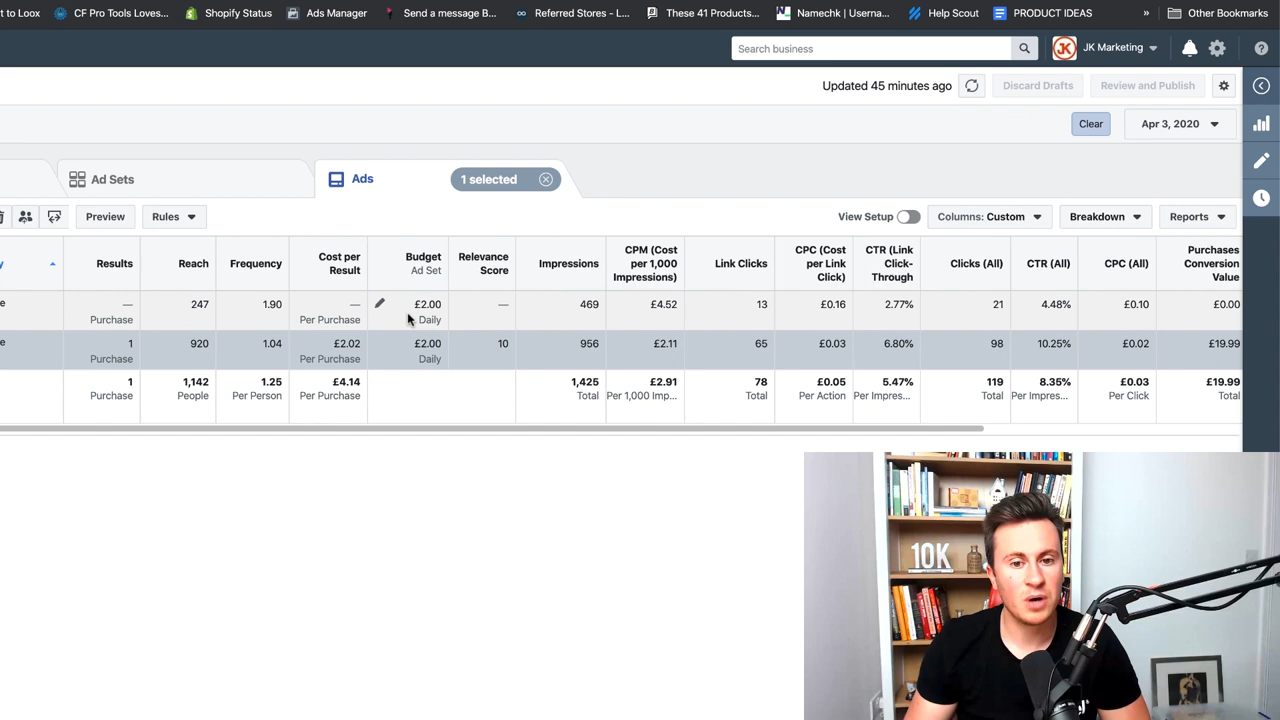 t to Loox CF Pro Tools Loves... Shopify Status Ads Manager Send a message B... Referred Stores – L... These 41 Products... Namechk | Userna... Help Scout PRODUCT IDEAS » Other Bookmarks
Search business JK JK Marketing
Updated 45 minutes ago Discard Drafts Review and Publish
Clear Apr 3, 2020
Ad Sets Ads 1 selected
Preview Rules View Setup Columns: Custom Breakdown Reports
y Results Reach Frequency Cost per Result Budget Ad Set Relevance Score Impressions CPM (Cost per 1,000 Impressions) Link Clicks CPC (Cost per Link Click) CTR (Link Click-Through Clicks (All) CTR (All) CPC (All) Purchases Conversion Value
e — 247 1.90 — £2.00 — 469 £4.52 13 £0.16 2.77% 21 4.48% £0.10 £0.00
Purchase Per Purchase Daily
e 1 920 1.04 £2.02 £2.00 10 956 £2.11 65 £0.03 6.80% 98 10.25% £0.02 £19.99
Purchase Per Purchase Daily
1 1,142 1.25 £4.14 1,425 £2.91 78 £0.05 5.47% 119 8.35% £0.03 £19.99
Purchase People Per Person Per Purchase Total Per 1,000 Imp... Total Per Action Per Impres... Total Per Impres... Per Click Total
10K